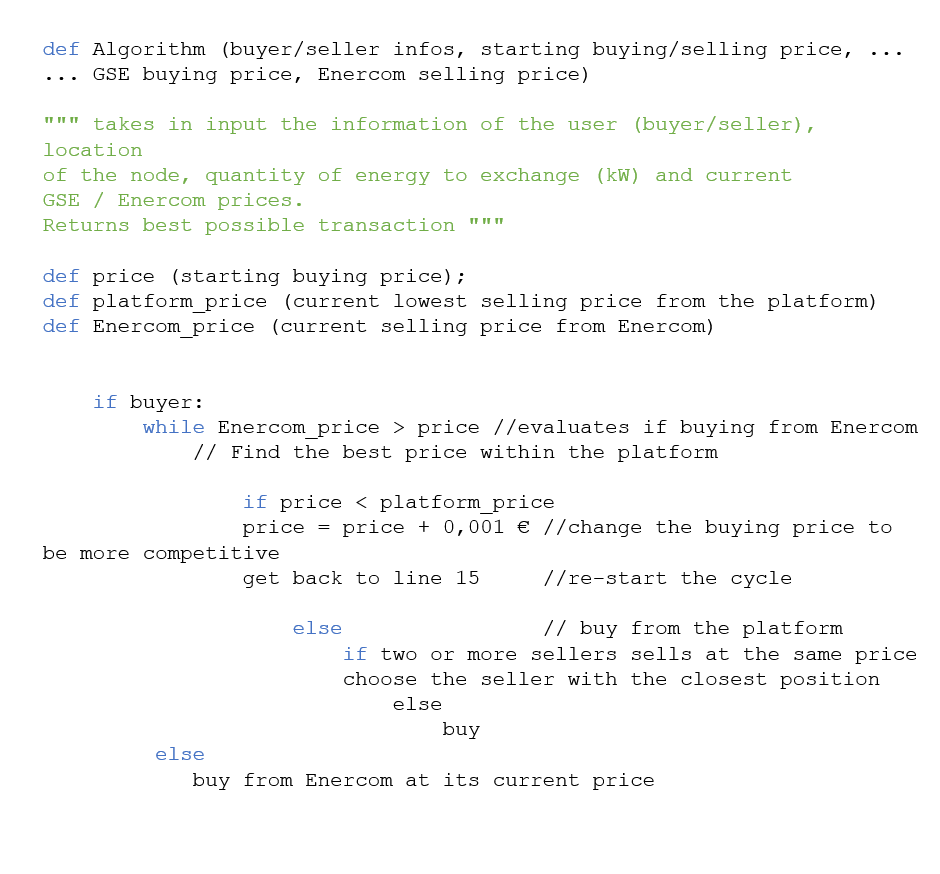 def Algorithm (buyer/seller infos, starting buying/selling price, ...
... GSE buying price, Enercom selling price)
""" takes in input the information of the user (buyer/seller),
location
of the node, quantity of energy to exchange (kW) and current
GSE / Enercom prices.
Returns best possible transaction """
def price (starting buying price);
def platform_price (current lowest selling price from the platform)
def Enercom_price (current selling price from Enercom)
if buyer:
while Enercom_price > price //evaluates if buying from Enercom
// Find the best price within the platform
if price < platform_price
price = price + 0,001 € //change the buying price to
be more competitive
get back to line 15 //re-start the cycle
else // buy from the platform
if two or more sellers sells at the same price
choose the seller with the closest position
else
buy
else
buy from Enercom at its current price